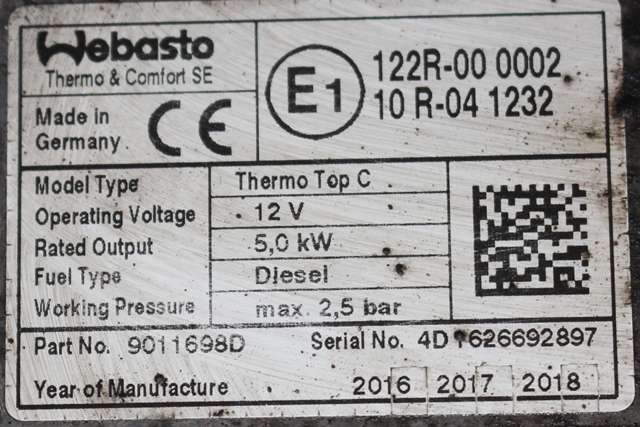 Webasto
Thermo & Comfort SE
Made in
Germany
CE
E1
122R-00 0002
10 R-04 1232
Model Type Thermo Top C
Operating Voltage 12 V
Rated Output 5,0 kW
Fuel Type Diesel
Working Pressure max. 2,5 bar
Part No. 9011698D Serial No. 4D1626692897
Year of Manufacture 2016 2017 2018